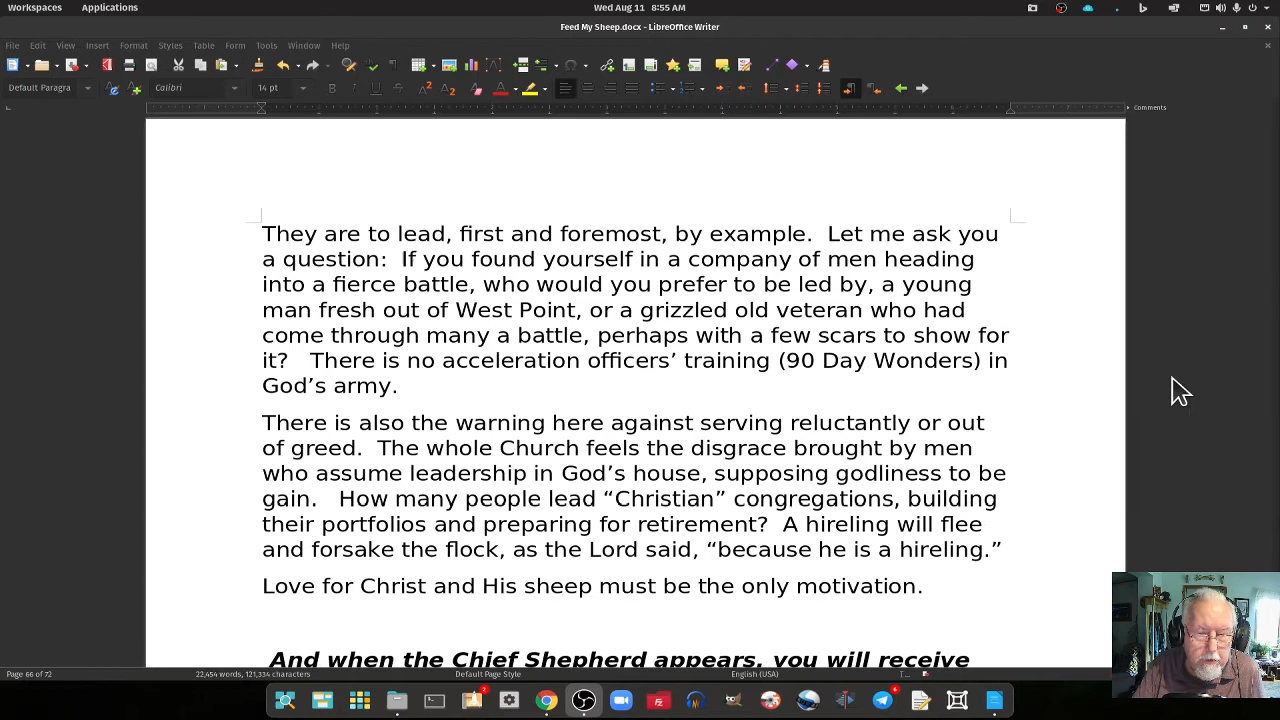 Workspaces Applications Wed Aug 11 8:55 AM
Feed My Sheep.docx - LibreOffice Writer
File Edit View Insert Format Styles Table Form Tools Window Help
Default Paragra Calibri 14 pt
Comments
They are to lead, first and foremost, by example. Let me ask you
a question: If you found yourself in a company of men heading
into a fierce battle, who would you prefer to be led by, a young
man fresh out of West Point, or a grizzled old veteran who had
come through many a battle, perhaps with a few scars to show for
it? There is no acceleration officers’ training (90 Day Wonders) in
God’s army.
There is also the warning here against serving reluctantly or out
of greed. The whole Church feels the disgrace brought by men
who assume leadership in God’s house, supposing godliness to be
gain. How many people lead “Christian” congregations, building
their portfolios and preparing for retirement? A hireling will flee
and forsake the flock, as the Lord said, “because he is a hireling.”
Love for Christ and His sheep must be the only motivation.
And when the Chief Shepherd appears, you will receive
Page 66 of 72 22,454 words, 121,334 characters Default Page Style English (USA)